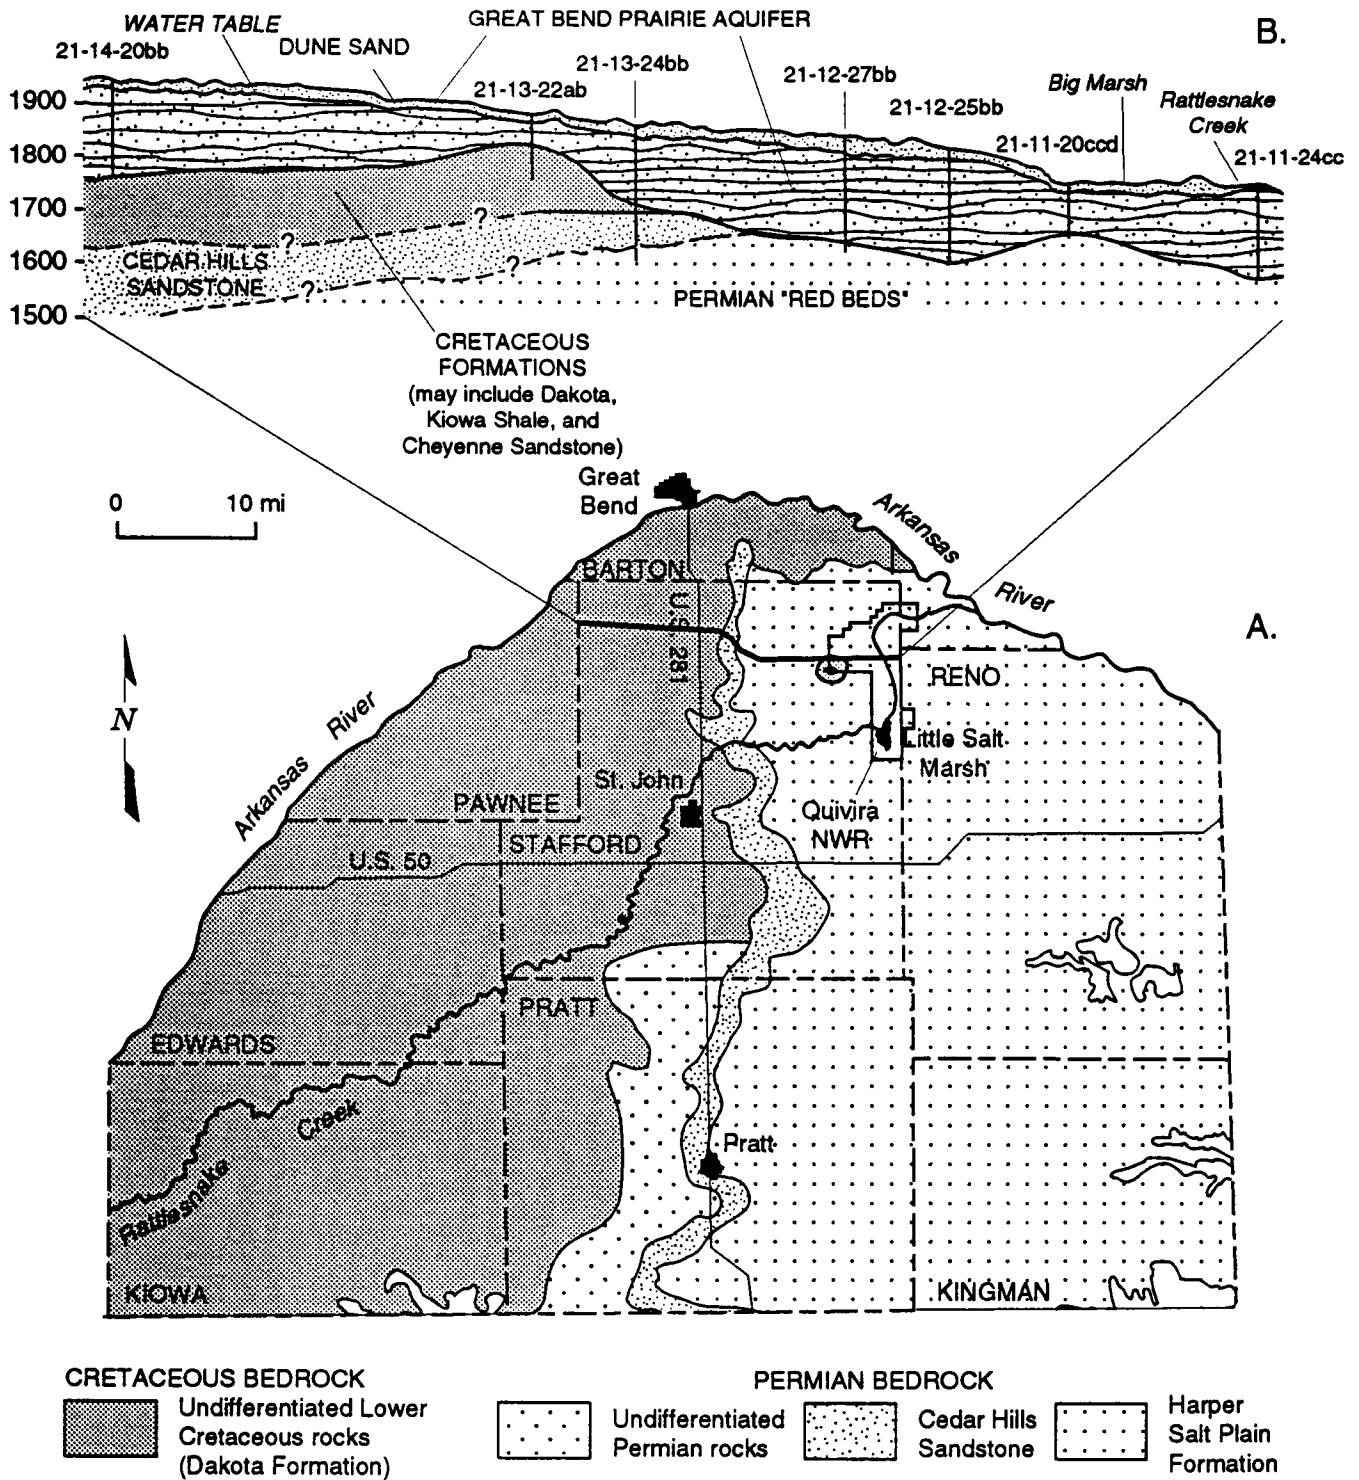 GREAT BEND PRAIRIE AQUIFER
B.
WATER TABLE
DUNE SAND
21-14-20bb
21-13-22ab
21-13-24bb
21-12-27bb
21-12-25bb
Big Marsh
21-11-20ccd
Rattlesnake
Creek
21-11-24cc
1900
1800
1700
1600
1500
?
?
?
?
CEDAR HILLS
SANDSTONE
PERMIAN "RED BEDS"
CRETACEOUS
FORMATIONS
(may include Dakota,
Kiowa Shale, and
Cheyenne Sandstone)
0 10 mi
Great
Bend
Arkansas
River
A.
BARTON
U.S. 281
RENO
N
Arkansas River
Little Salt
Marsh
St. John
PAWNEE
STAFFORD
Quivira
NWR
U.S. 50
PRATT
EDWARDS
Rattlesnake Creek
Pratt
KIOWA
KINGMAN
CRETACEOUS BEDROCK
Undifferentiated Lower
Cretaceous rocks
(Dakota Formation)
PERMIAN BEDROCK
Undifferentiated
Permian rocks
Cedar Hills
Sandstone
Harper
Salt Plain
Formation